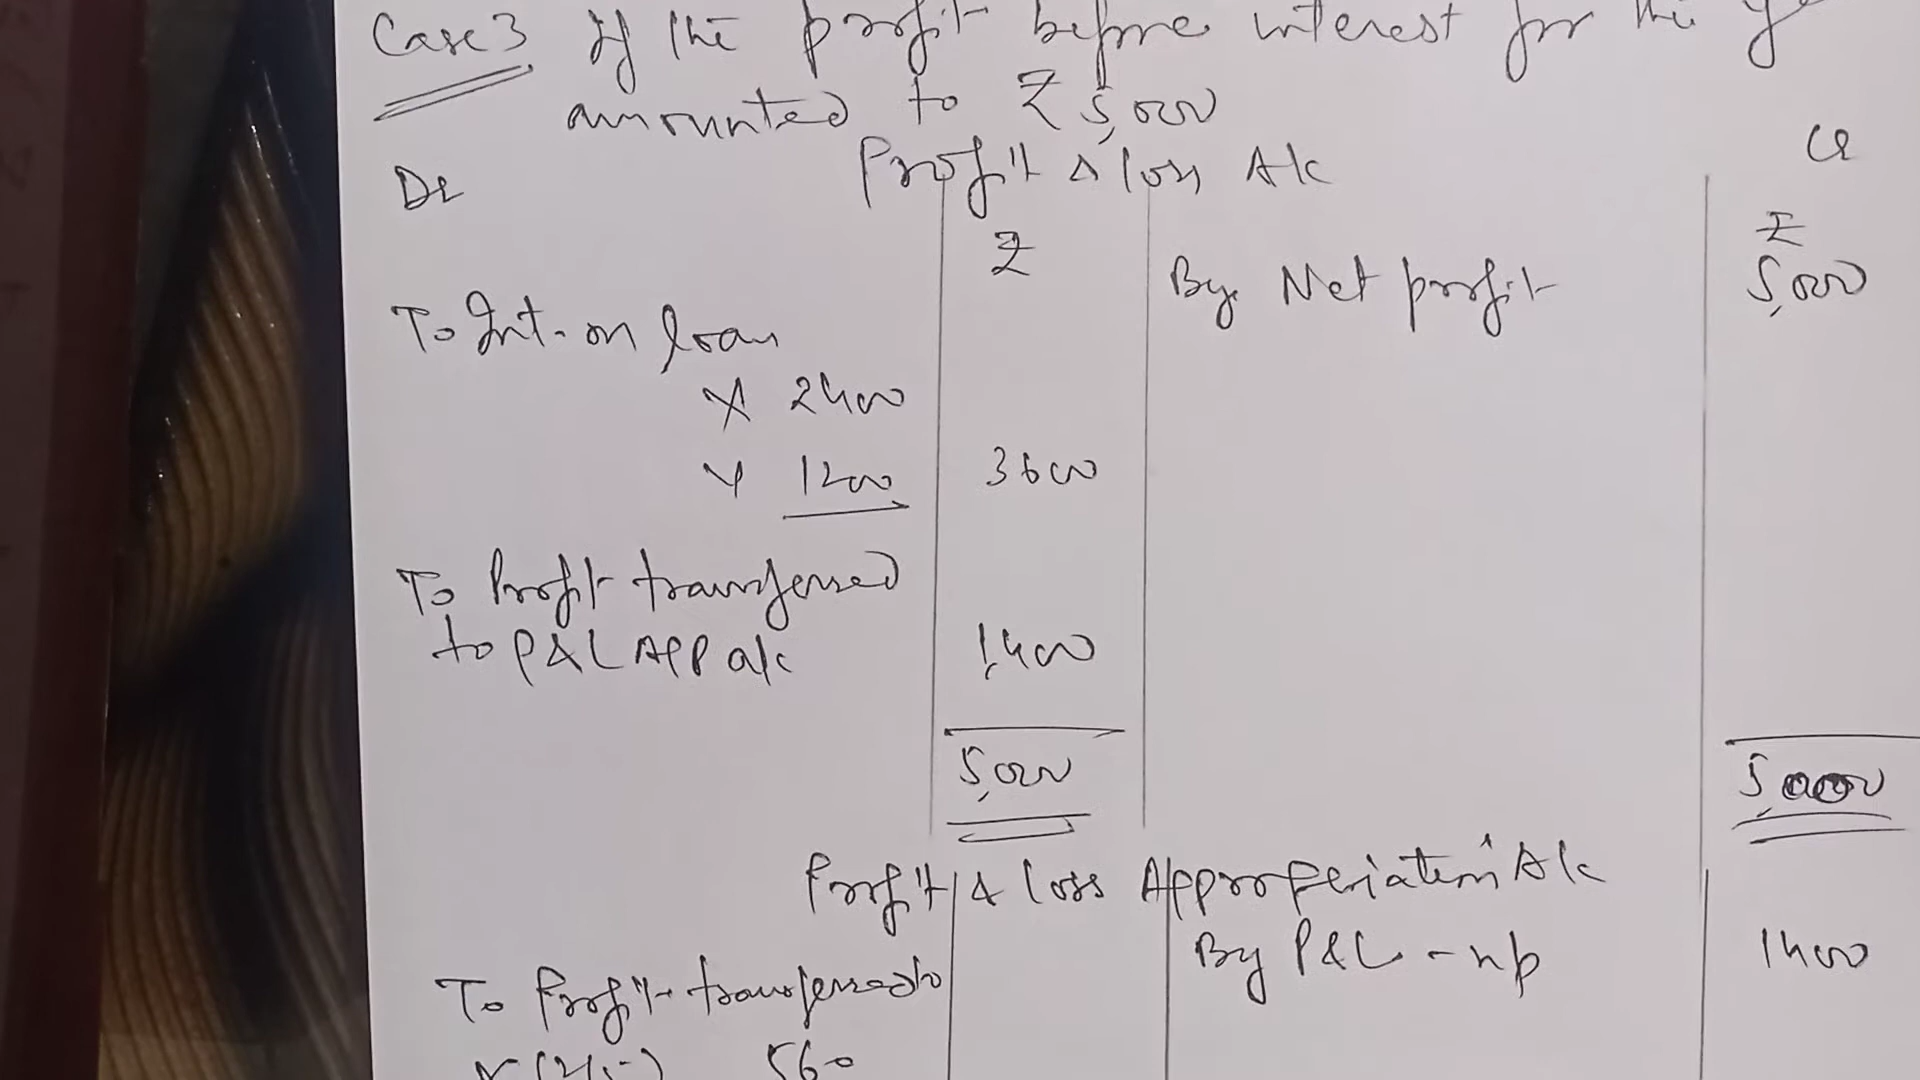 Case 3 If the profit before interest for the
amounted to ₹ 5,000
Profit & loss A/c
Dr
Cr
₹
₹
By Net profit 5,000
To Int. on loan
X 2400
Y 1200 3600
To Profit transferred
to P&L App a/c 1,400
5,000 5,000
Profit & loss Appropriation A/c
By P&L - np 1400
To Profit transferred to
X (2/5) 560